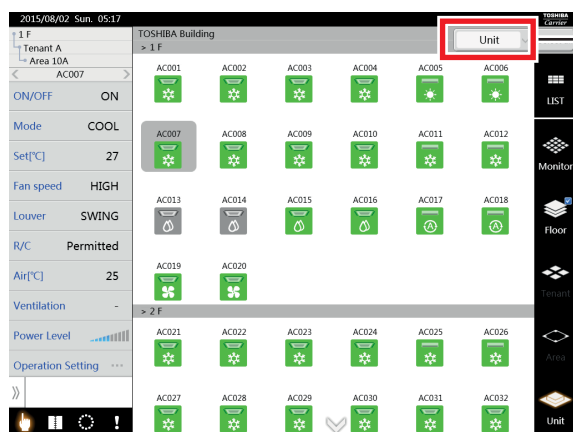 2015/08/02 Sun. 05:17
1 F
Tenant A
Area 10A
AC007
ON/OFF ON
Mode COOL
Set[°C] 27
Fan speed HIGH
Louver SWING
R/C Permitted
Air[°C] 25
Ventilation -
Power Level
Operation Setting ...
TOSHIBA Building
> 1 F
Unit
AC001 AC002 AC003 AC004 AC005 AC006
AC007 AC008 AC009 AC010 AC011 AC012
AC013 AC014 AC015 AC016 AC017 AC018
AC019 AC020
> 2 F
AC021 AC022 AC023 AC024 AC025 AC026
AC027 AC028 AC029 AC030 AC031 AC032
TOSHIBA
Carrier
LIST
Monitor
Floor
Tenant
Area
Unit